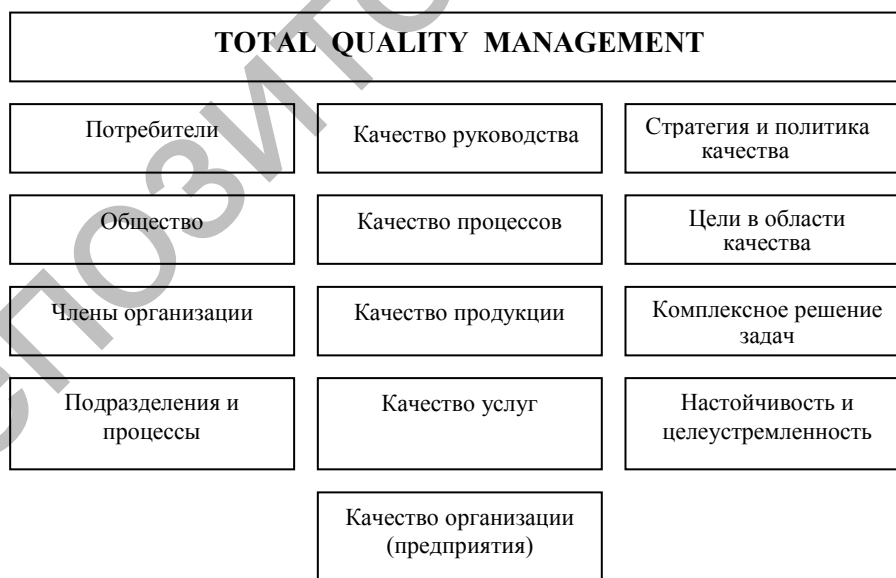 TOTAL QUALITY MANAGEMENT
Потребители
Качество руководства
Стратегия и политика
качества
Общество
Качество процессов
Цели в области
качества
Члены организации
Качество продукции
Комплексное решение
задач
Подразделения и
процессы
Качество услуг
Настойчивость и
целеустремленность
Качество организации
(предприятия)